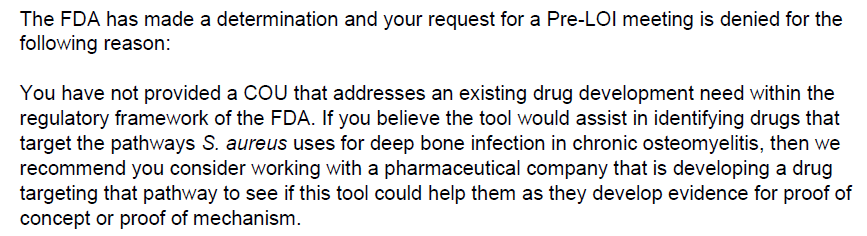 The FDA has made a determination and your request for a Pre-LOI meeting is denied for the
following reason:
You have not provided a COU that addresses an existing drug development need within the
regulatory framework of the FDA. If you believe the tool would assist in identifying drugs that
target the pathways S. aureus uses for deep bone infection in chronic osteomyelitis, then we
recommend you consider working with a pharmaceutical company that is developing a drug
targeting that pathway to see if this tool could help them as they develop evidence for proof of
concept or proof of mechanism.